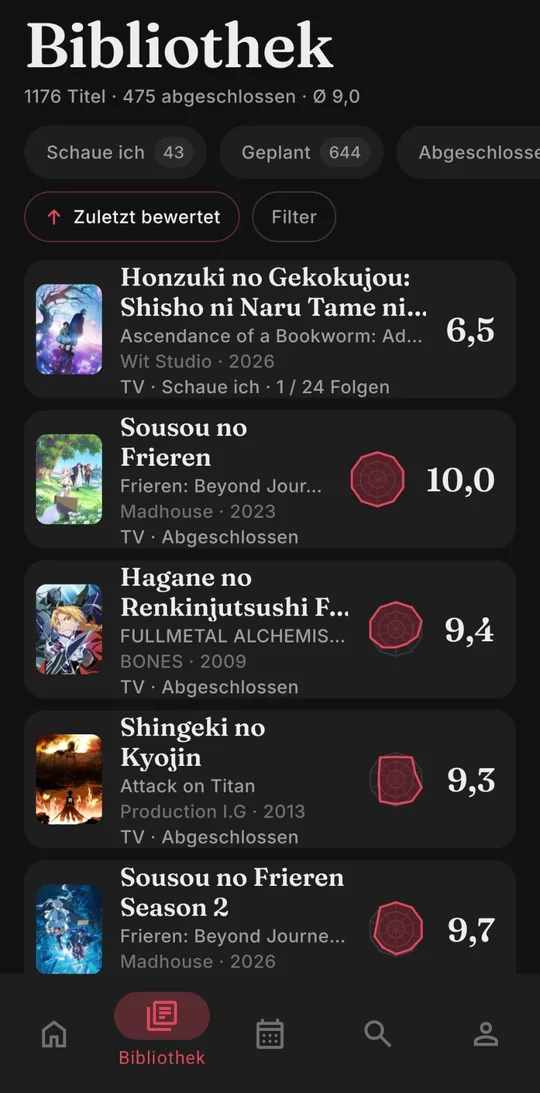 Bibliothek
1176 Titel · 475 abgeschlossen · Ø 9,0
Schaue ich 43 Geplant 644 Abgeschlosse
↑ Zuletzt bewertet Filter
Honzuki no Gekokujou:
Shisho ni Naru Tame ni...
Ascendance of a Bookworm: Ad...
Wit Studio · 2026
TV · Schaue ich · 1 / 24 Folgen
6,5
Sousou no
Frieren
Frieren: Beyond Jour...
Madhouse · 2023
TV · Abgeschlossen
10,0
Hagane no
Renkinjutsushi F...
FULLMETAL ALCHEMIS...
BONES · 2009
TV · Abgeschlossen
9,4
Shingeki no
Kyojin
Attack on Titan
Production I.G · 2013
TV · Abgeschlossen
9,3
Sousou no Frieren
Season 2
Frieren: Beyond Journe...
Madhouse · 2026
9,7
Bibliothek